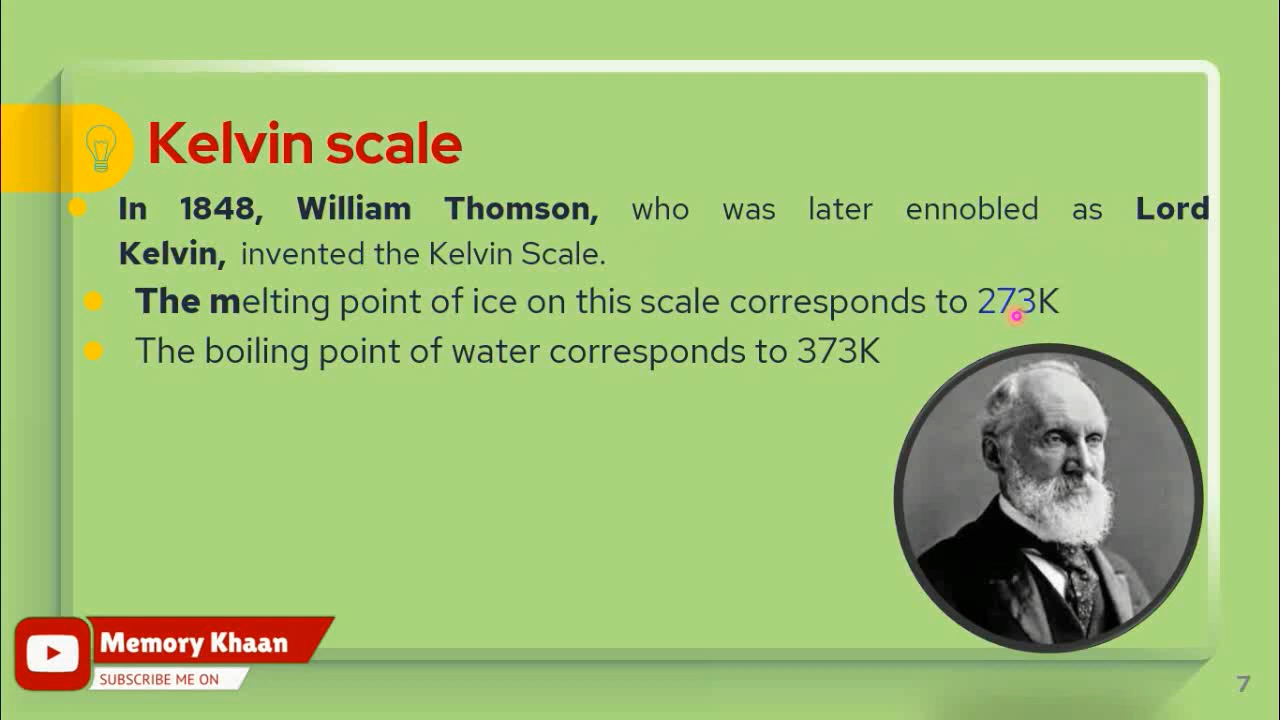 Kelvin scale
In 1848, William Thomson, who was later ennobled as Lord
Kelvin, invented the Kelvin Scale.
The melting point of ice on this scale corresponds to 273K
The boiling point of water corresponds to 373K
Memory Khaan
SUBSCRIBE ME ON
7